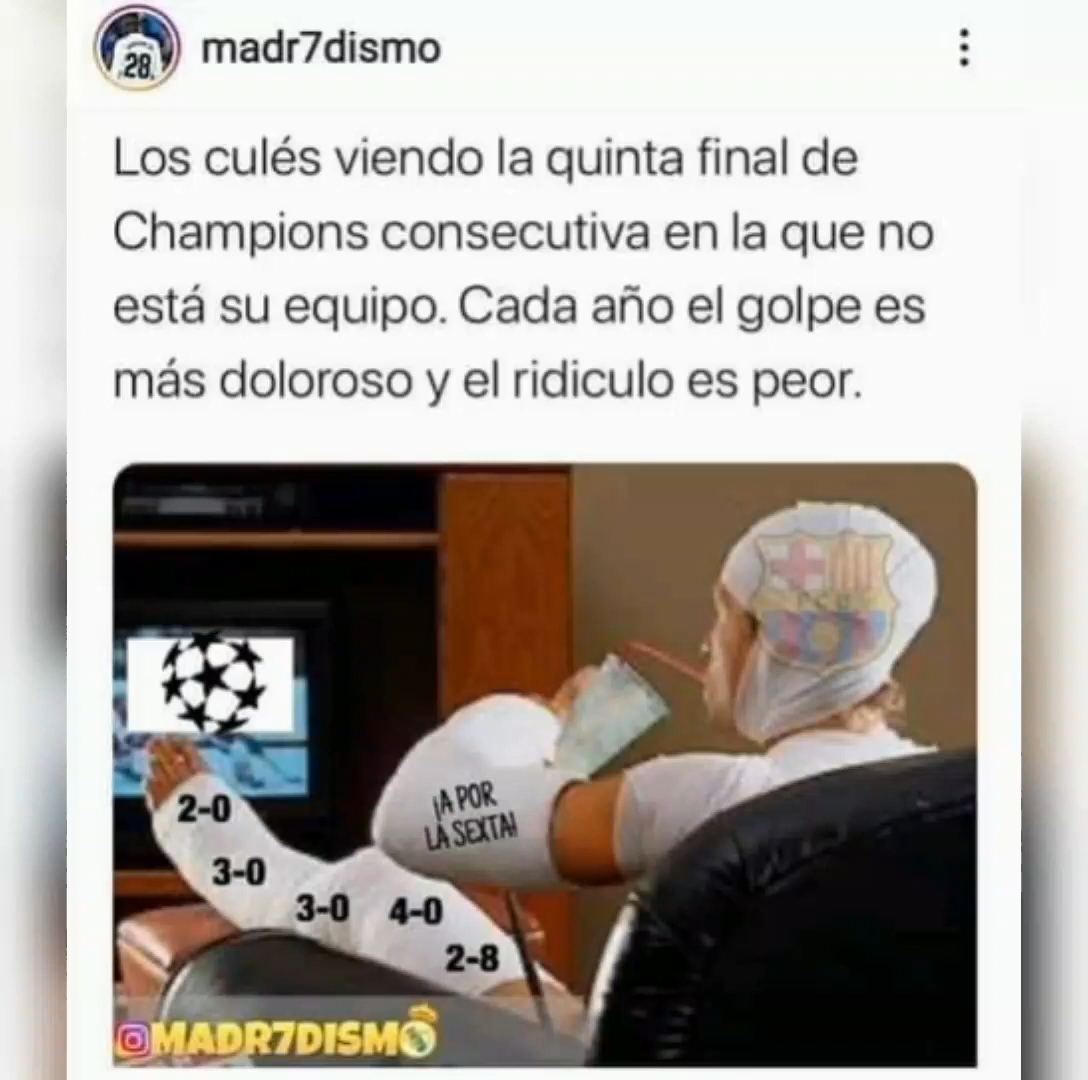 28
madr7dismo
Los culés viendo la quinta final de
Champions consecutiva en la que no
está su equipo. Cada año el golpe es
más doloroso y el ridiculo es peor.
¡A POR
LA SEXTA!
2-0
3-0
3-0 4-0
2-8
MADR7DISMO